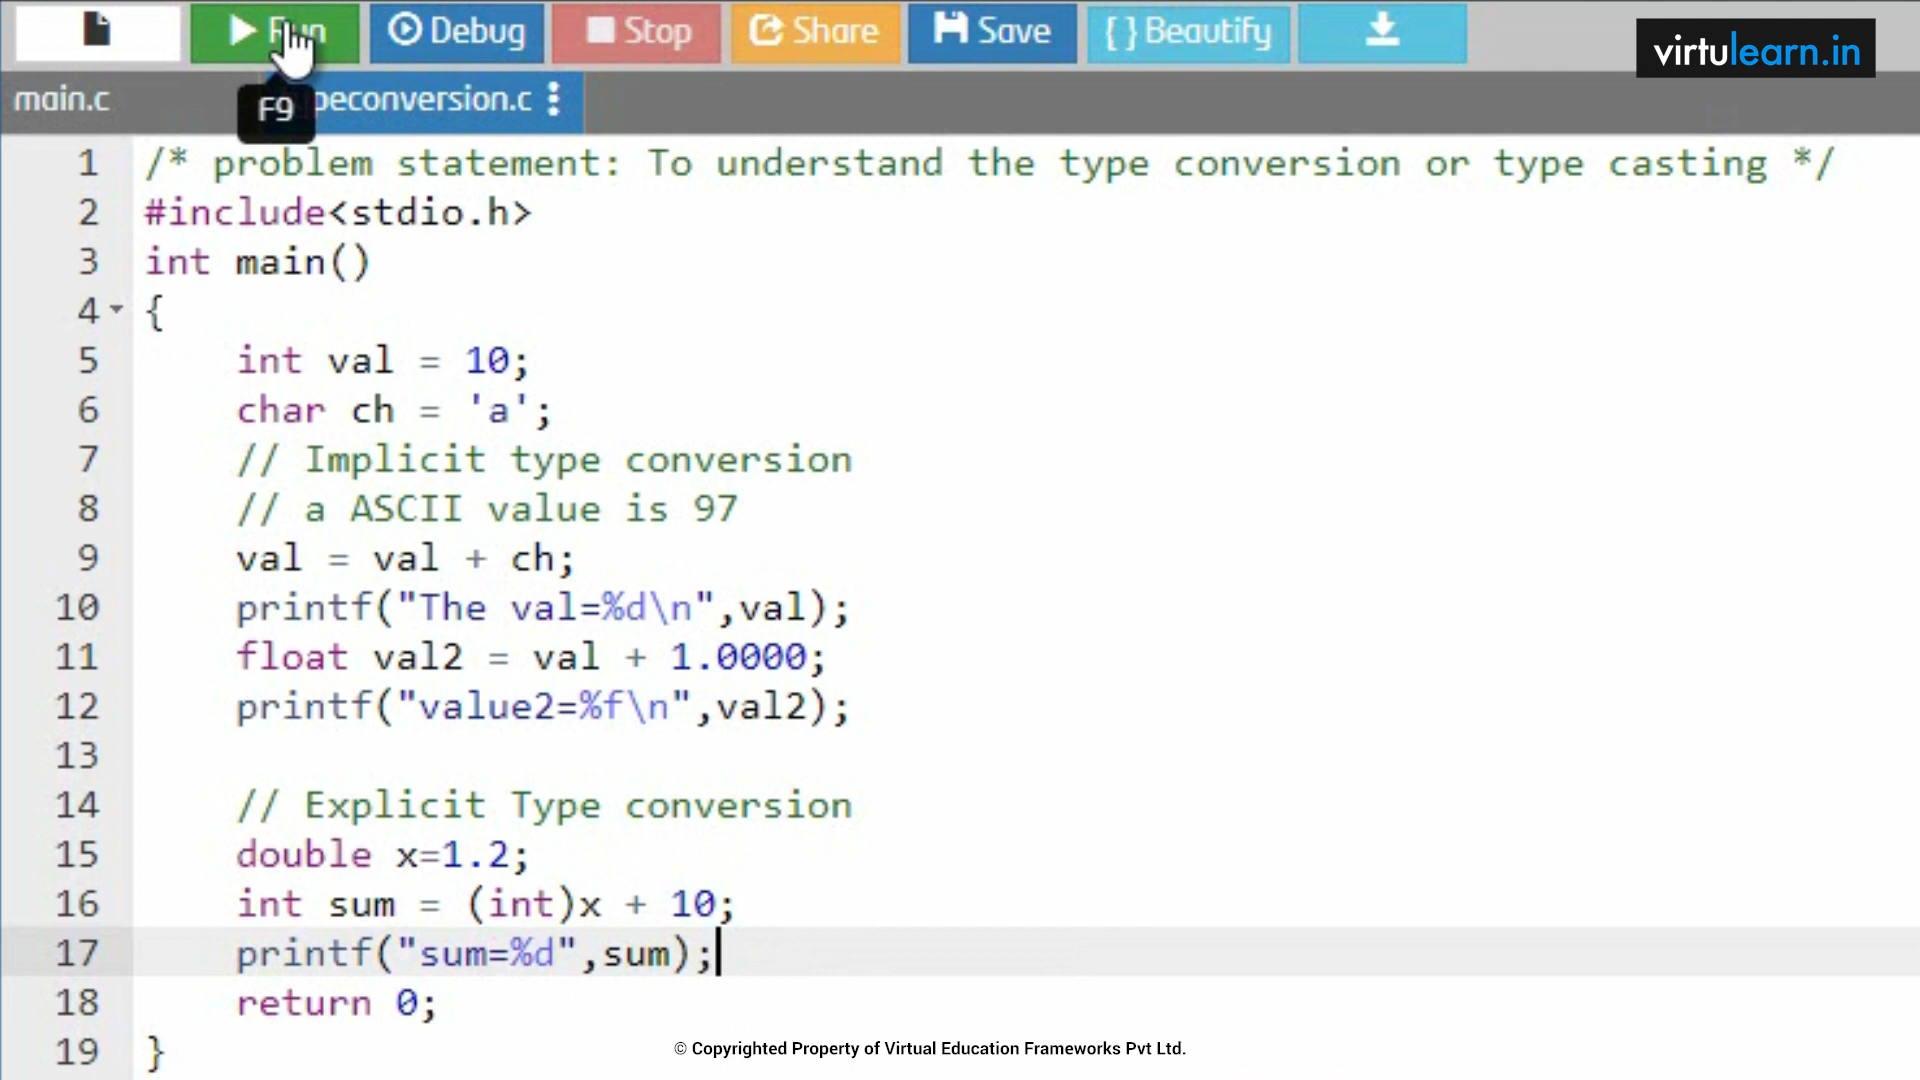 Debug Stop Share Save { } Beautify
virtulearn.in
main.c
F9 peconversion.c
1 /* problem statement: To understand the type conversion or type casting */
2 #include<stdio.h>
3 int main()
4 {
5 int val = 10;
6 char ch = 'a';
7 // Implicit type conversion
8 // a ASCII value is 97
9 val = val + ch;
10 printf("The val=%d\n",val);
11 float val2 = val + 1.0000;
12 printf("value2=%f\n",val2);
13
14 // Explicit Type conversion
15 double x=1.2;
16 int sum = (int)x + 10;
17 printf("sum=%d",sum);
18 return 0;
19 }
© Copyrighted Property of Virtual Education Frameworks Pvt Ltd.